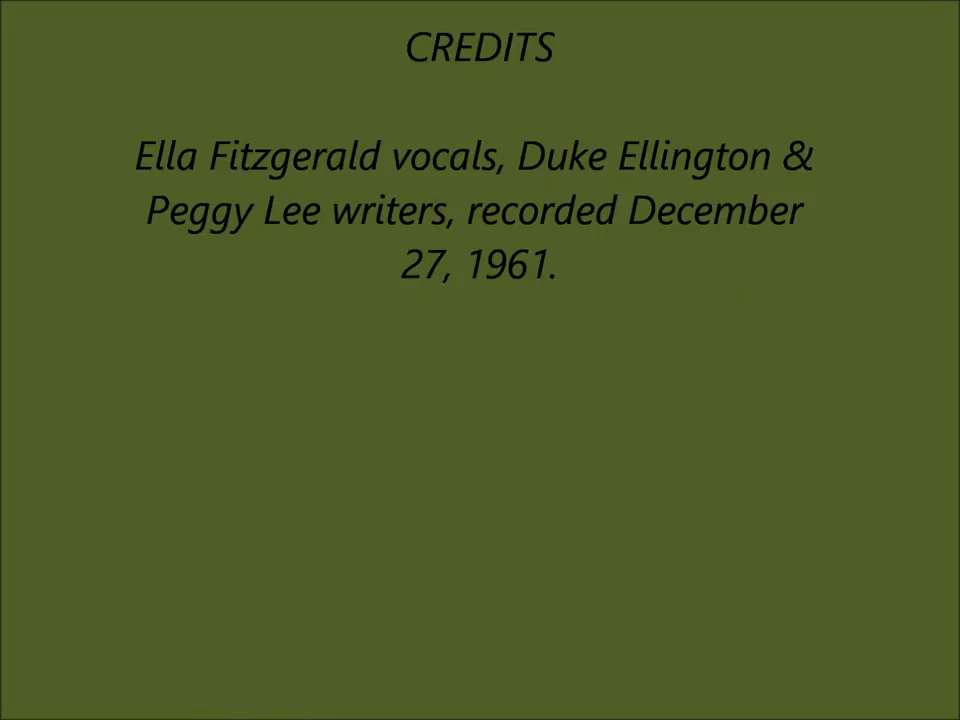 CREDITS
Ella Fitzgerald vocals, Duke Ellington &
Peggy Lee writers, recorded December
27, 1961.